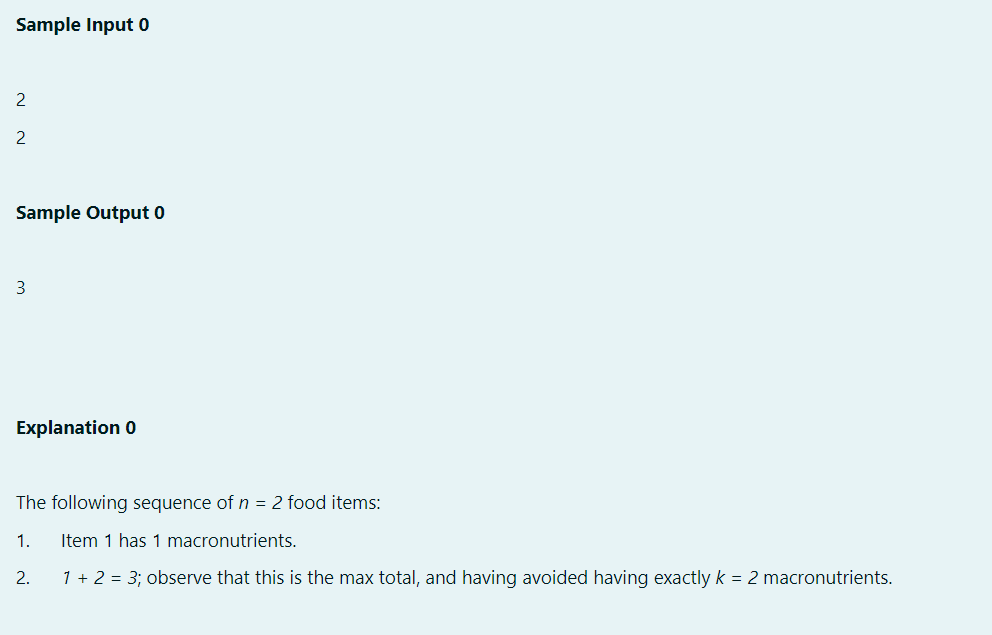 Sample Input 0
2
2
Sample Output 0
3
Explanation 0
The following sequence of n = 2 food items:
1. Item 1 has 1 macronutrients.
2. 1 + 2 = 3; observe that this is the max total, and having avoided having exactly k = 2 macronutrients.